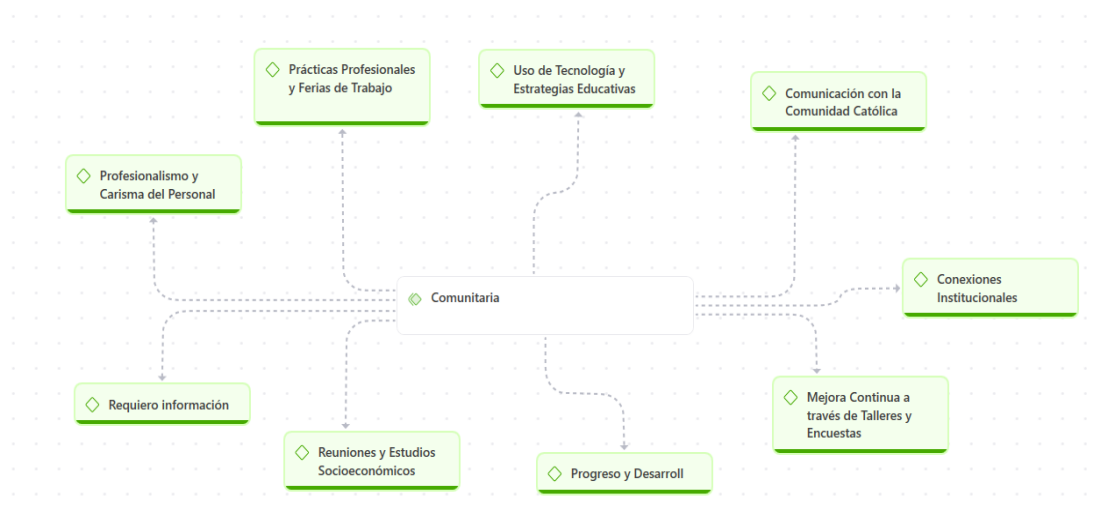 Prácticas Profesionales
y Ferias de Trabajo
Uso de Tecnología y
Estrategias Educativas
Comunicación con la
Comunidad Católica
Profesionalismo y
Carisma del Personal
Comunitaria
Conexiones
Institucionales
Requiero información
Reuniones y Estudios
Socioeconómicos
Progreso y Desarroll
Mejora Continua a
través de Talleres y
Encuestas